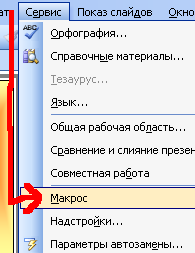 Сервис Показ слайдов Окно
Орфография...
Справочные материалы...
Тезаурус...
Язык...
Общая рабочая область...
Сравнение и слияние презен
Совместная работа
Макрос
Надстройки...
Параметры автозамены...